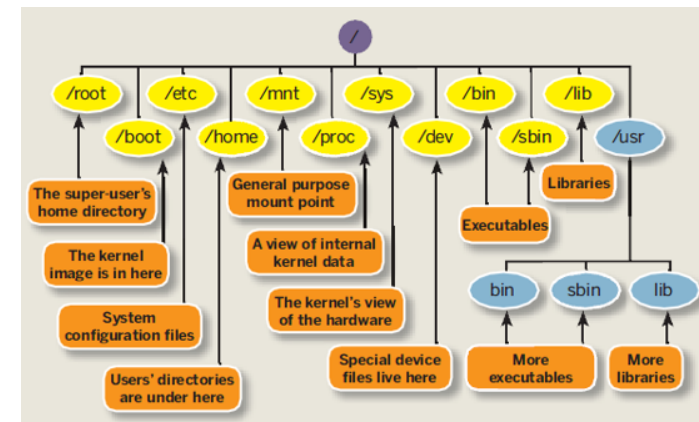 /
/root
/etc
/mnt
/sys
/bin
/lib
/boot
/home
/proc
/dev
/sbin
/usr
The super-user's
home directory
General purpose
mount point
Libraries
Executables
The kernel
image is in here
A view of internal
kernel data
System
configuration files
The kernel's view
of the hardware
bin
sbin
lib
Users' directories
are under here
Special device
files live here
More
executables
More
libraries